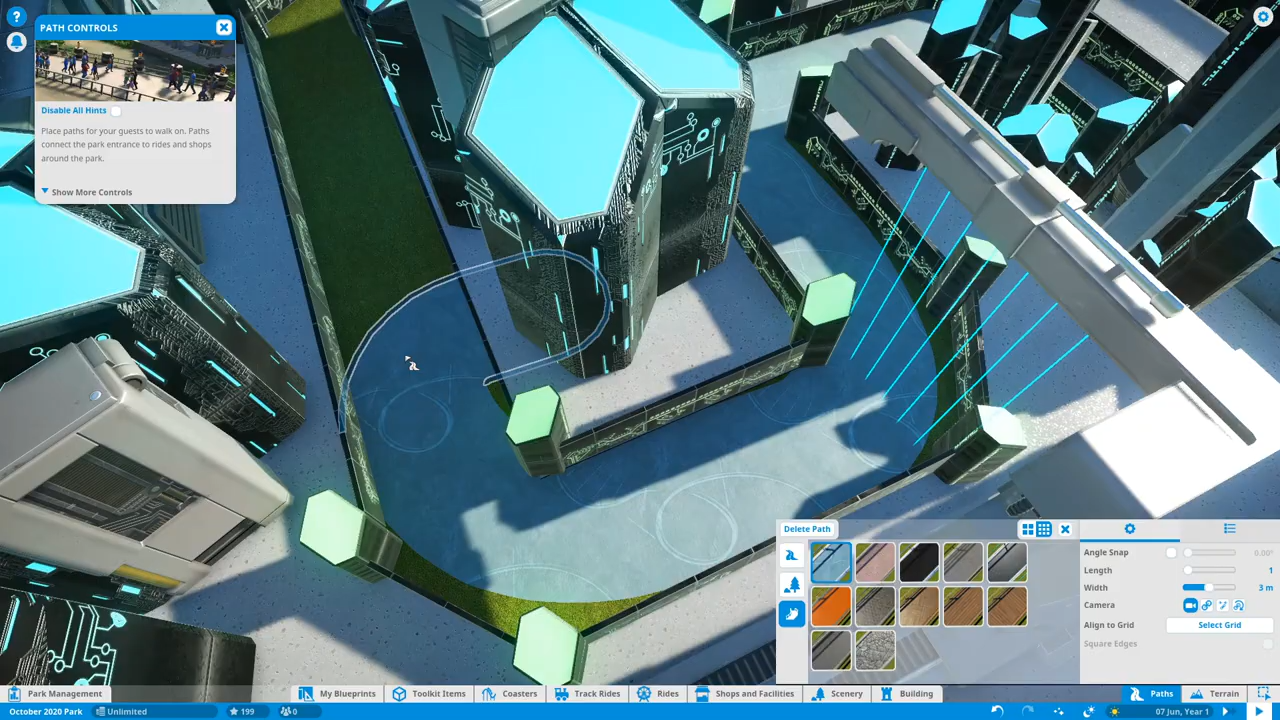 PATH CONTROLS
Disable All Hints
Place paths for your guests to walk on. Paths
connect the park entrance to rides and shops
around the park.
Show More Controls
Delete Path
Angle Snap 0.00°
Length 1
Width 3 m
Camera
Align to Grid Select Grid
Square Edges
Park Management
My Blueprints
Toolkit Items
Coasters
Track Rides
Rides
Shops and Facilities
Scenery
Building
Paths
Terrain
October 2020 Park
Unlimited
199
0
07 Jun, Year 1